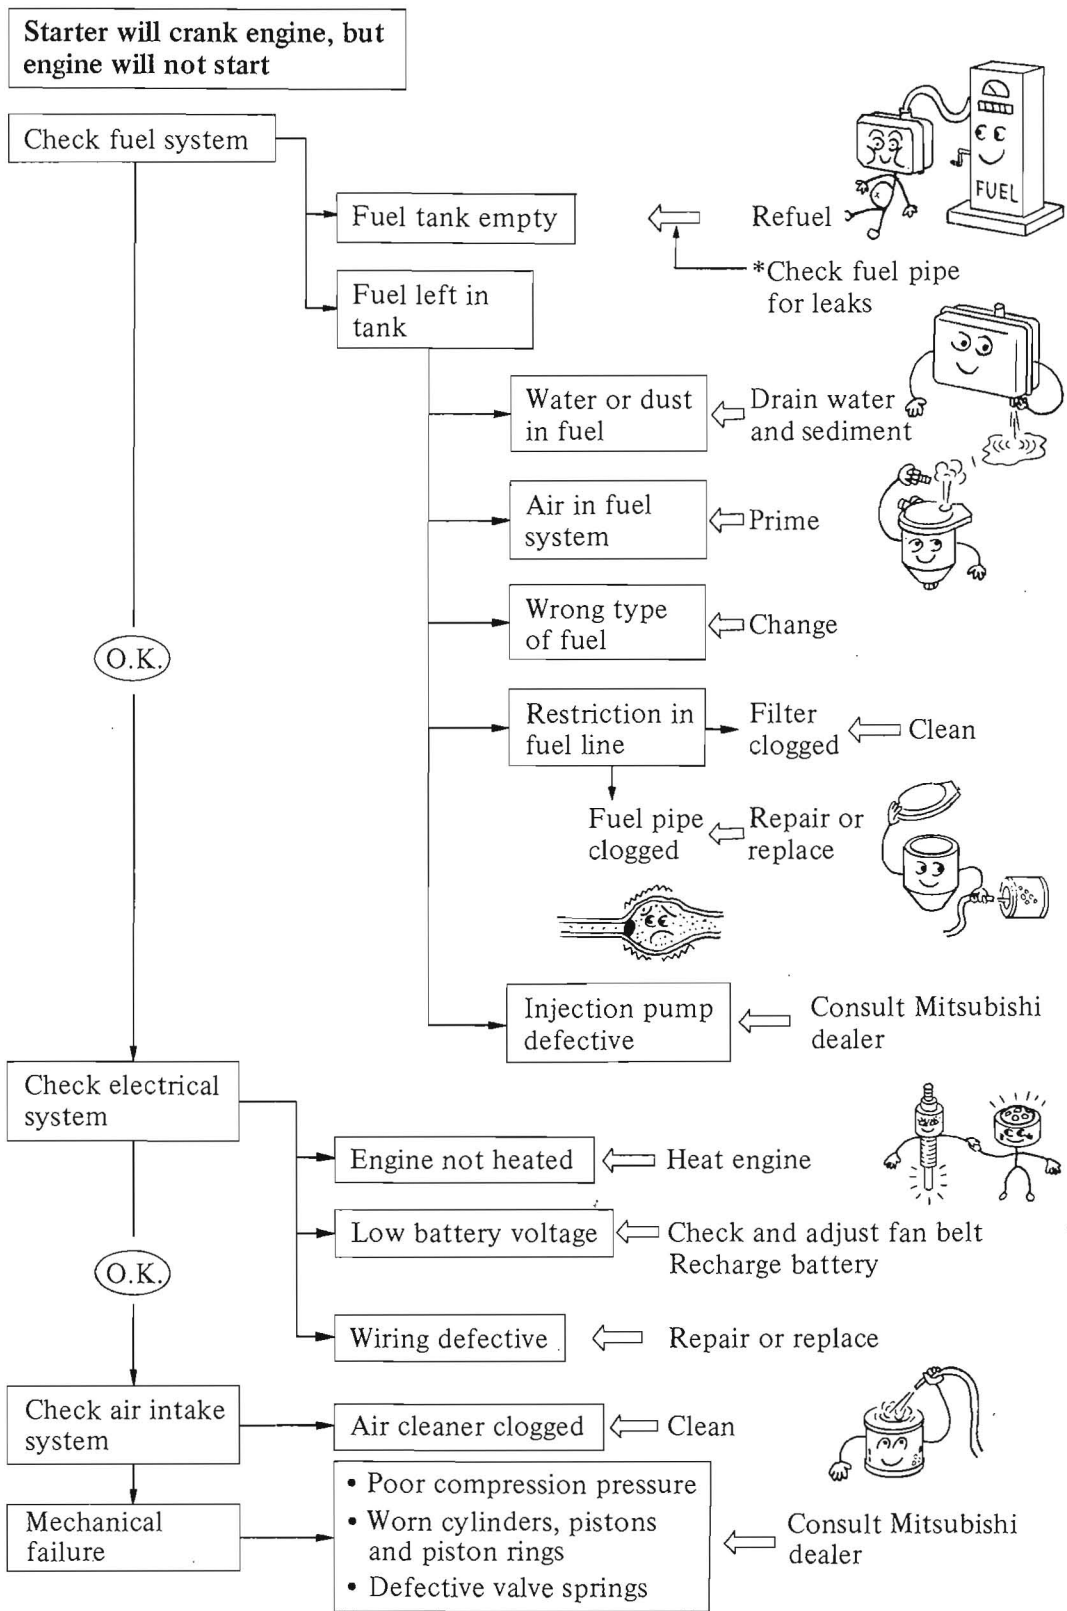 Starter will crank engine, but
engine will not start
Check fuel system
FUEL
Fuel tank empty
Refuel
*Check fuel pipe
for leaks
Fuel left in
tank
Water or dust
in fuel
Drain water
and sediment
Air in fuel
system
Prime
Wrong type
of fuel
Change
O.K.
Restriction in
fuel line
Filter
clogged
Clean
Fuel pipe
clogged
Repair or
replace
Injection pump
defective
Consult Mitsubishi
dealer
Check electrical
system
Engine not heated
Heat engine
Low battery voltage
Check and adjust fan belt
Recharge battery
O.K.
Wiring defective
Repair or replace
Check air intake
system
Air cleaner clogged
Clean
Mechanical
failure
• Poor compression pressure
• Worn cylinders, pistons
and piston rings
• Defective valve springs
Consult Mitsubishi
dealer